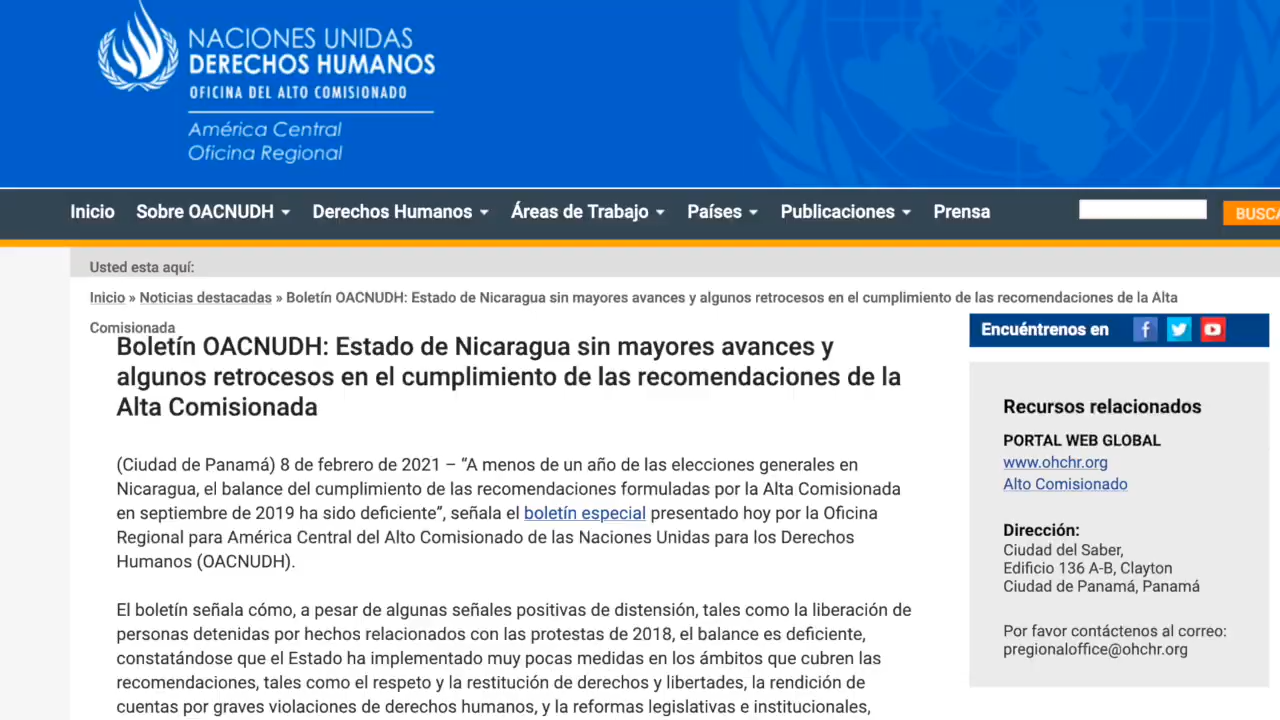 NACIONES UNIDAS
DERECHOS HUMANOS
OFICINA DEL ALTO COMISIONADO
América Central
Oficina Regional
Inicio Sobre OACNUDH Derechos Humanos Áreas de Trabajo Países Publicaciones Prensa BUSCA
Usted esta aquí:
Inicio » Noticias destacadas » Boletín OACNUDH: Estado de Nicaragua sin mayores avances y algunos retrocesos en el cumplimiento de las recomendaciones de la Alta
Comisionada
Boletín OACNUDH: Estado de Nicaragua sin mayores avances y
algunos retrocesos en el cumplimiento de las recomendaciones de la
Alta Comisionada
(Ciudad de Panamá) 8 de febrero de 2021 – “A menos de un año de las elecciones generales en
Nicaragua, el balance del cumplimiento de las recomendaciones formuladas por la Alta Comisionada
en septiembre de 2019 ha sido deficiente”, señala el boletín especial presentado hoy por la Oficina
Regional para América Central del Alto Comisionado de las Naciones Unidas para los Derechos
Humanos (OACNUDH).
El boletín señala cómo, a pesar de algunas señales positivas de distensión, tales como la liberación de
personas detenidas por hechos relacionados con las protestas de 2018, el balance es deficiente,
constatándose que el Estado ha implementado muy pocas medidas en los ámbitos que cubren las
recomendaciones, tales como el respeto y la restitución de derechos y libertades, la rendición de
cuentas por graves violaciones de derechos humanos, y la reformas legislativas e institucionales,
Encuéntrenos en
Recursos relacionados
PORTAL WEB GLOBAL
www.ohchr.org
Alto Comisionado
Dirección:
Ciudad del Saber,
Edificio 136 A-B, Clayton
Ciudad de Panamá, Panamá
Por favor contáctenos al correo:
pregionaloffice@ohchr.org